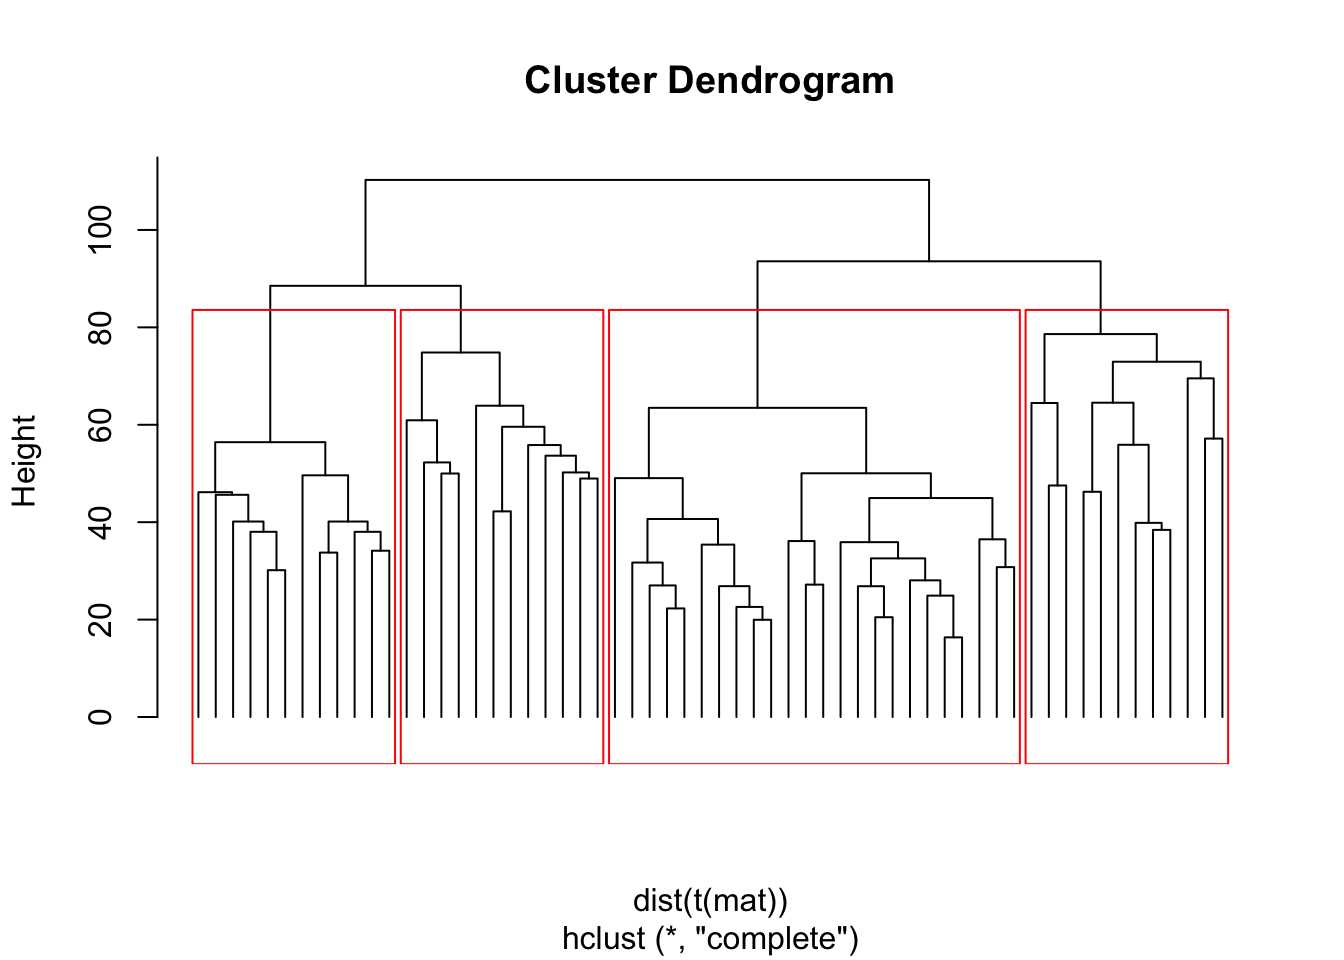 Cluster Dendrogram
Height
100
80
60
40
20
0
dist(t(mat))
hclust (*, "complete")